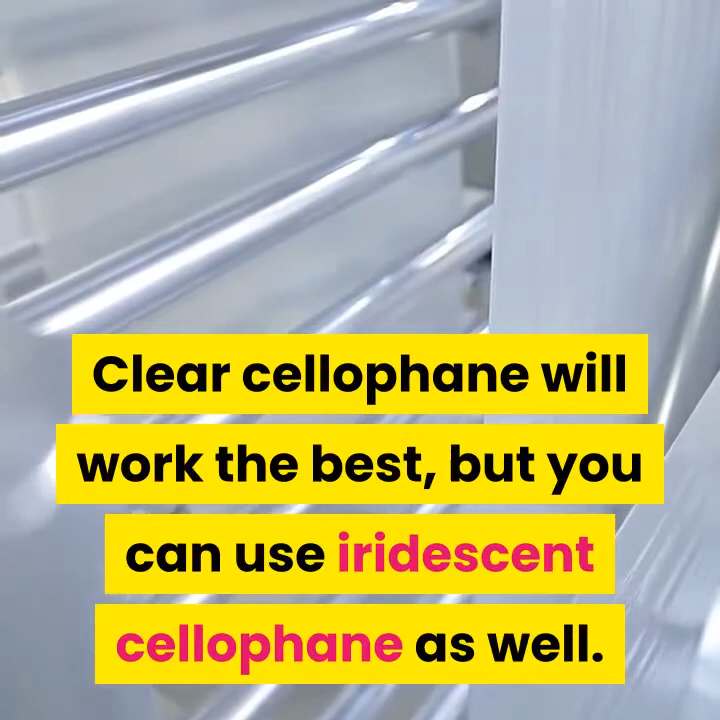 Clear cellophane will
work the best, but you
can use iridescent
cellophane as well.